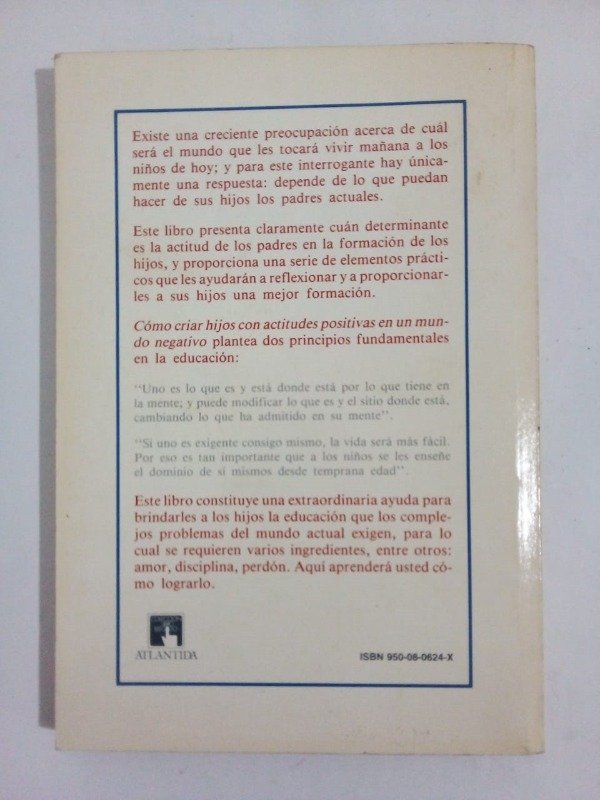 Existe una creciente preocupación acerca de cuál
será el mundo que les tocará vivir mañana a los
niños de hoy; y para este interrogante hay única-
mente una respuesta: depende de lo que puedan
hacer de sus hijos los padres actuales.
Este libro presenta claramente cuán determinante
es la actitud de los padres en la formación de los
hijos, y proporciona una serie de elementos prácti-
cos que les ayudarán a reflexionar y a proporcionar-
les a sus hijos una mejor formación.
Cómo criar hijos con actitudes positivas en un mun-
do negativo plantea dos principios fundamentales
en la educación:
"Uno es lo que es y está donde está por lo que tiene en
la mente; y puede modificar lo que es y el sitio donde está,
cambiando lo que ha admitido en su mente".
"Si uno es exigente consigo mismo, la vida será más fácil.
Por eso es tan importante que a los niños se les enseñe
el dominio de sí mismos desde temprana edad".
Este libro constituye una extraordinaria ayuda para
brindarles a los hijos la educación que los comple-
jos problemas del mundo actual exigen, para lo
cual se requieren varios ingredientes, entre otros:
amor, disciplina, perdón. Aquí aprenderá usted có-
mo lograrlo.
ATLANTIDA
ISBN 950-08-0624-X